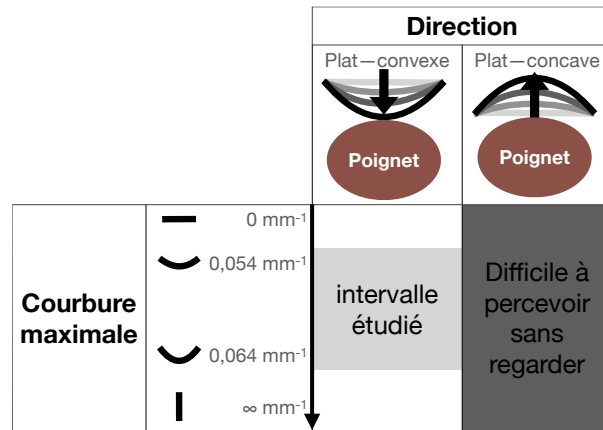 Direction
Plat—convexe
Plat—concave
Poignet
Poignet
Courbure
maximale
0 mm⁻¹
0,054 mm⁻¹
0,064 mm⁻¹
∞ mm⁻¹
intervalle
étudié
Difficile à
percevoir
sans
regarder